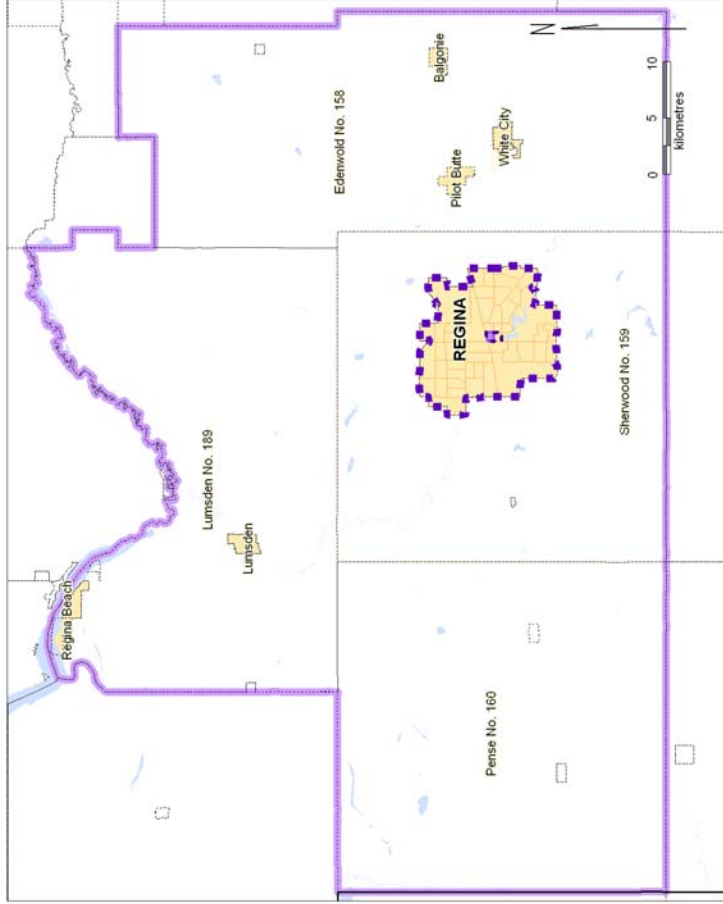 Regina Beach
Lumsden No. 189
Lumsden
Edenwold No. 158
Balgonie
Pilot Butte
White City
REGINA
Sherwood No. 159
Pense No. 160
N
0 5 10
kilometres